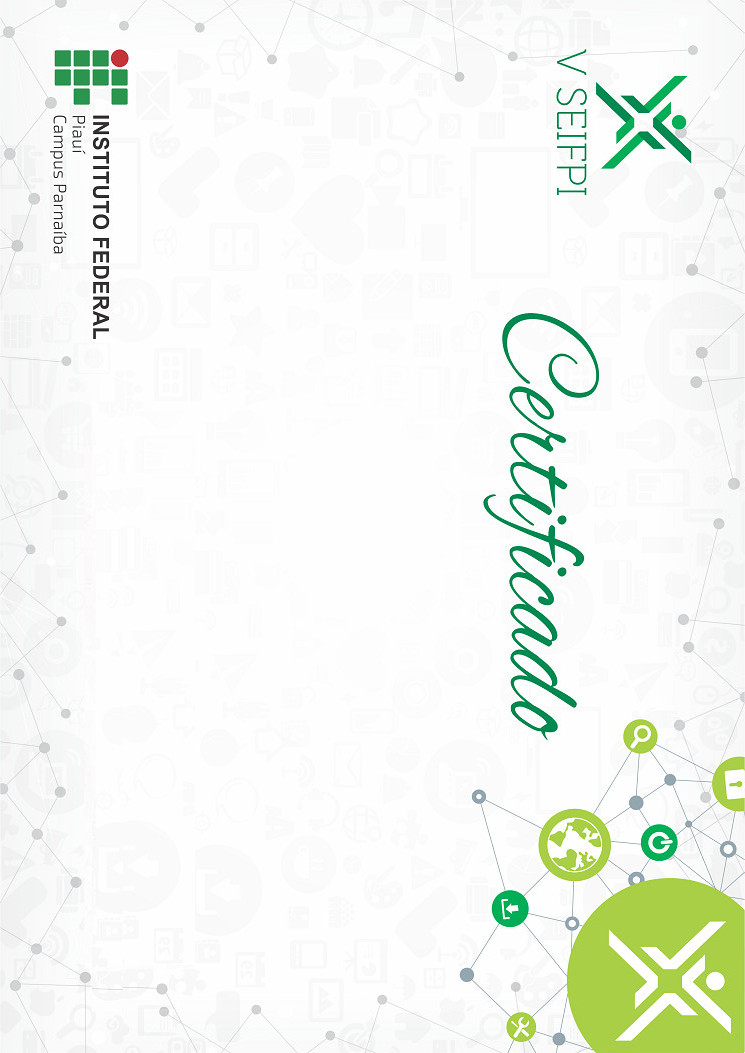 V SEIFPI
Certificado
INSTITUTO FEDERAL
Piauí
Campus Parnaíba